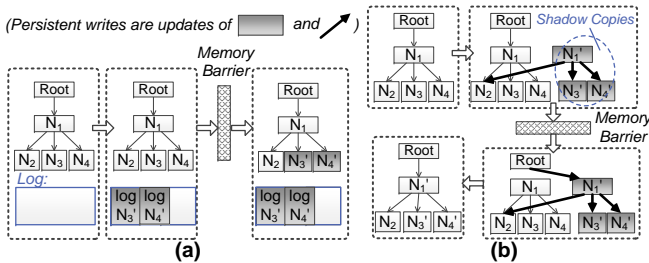 (Persistent writes are updates of and )
Memory Barrier
Root
N1
N2 N3 N4
Log:
Root
N1
N2 N3 N4
log N3' log N4'
Root
N1
N2 N3' N4'
log N3' log N4'
(a)
Root
N1
N2 N3 N4
Shadow Copies
Root
N1 N1'
N2 N3 N4 N3' N4'
Memory Barrier
Root
N1 N1'
N2 N3 N4 N3' N4'
Root
N1'
N2 N3' N4'
(b)